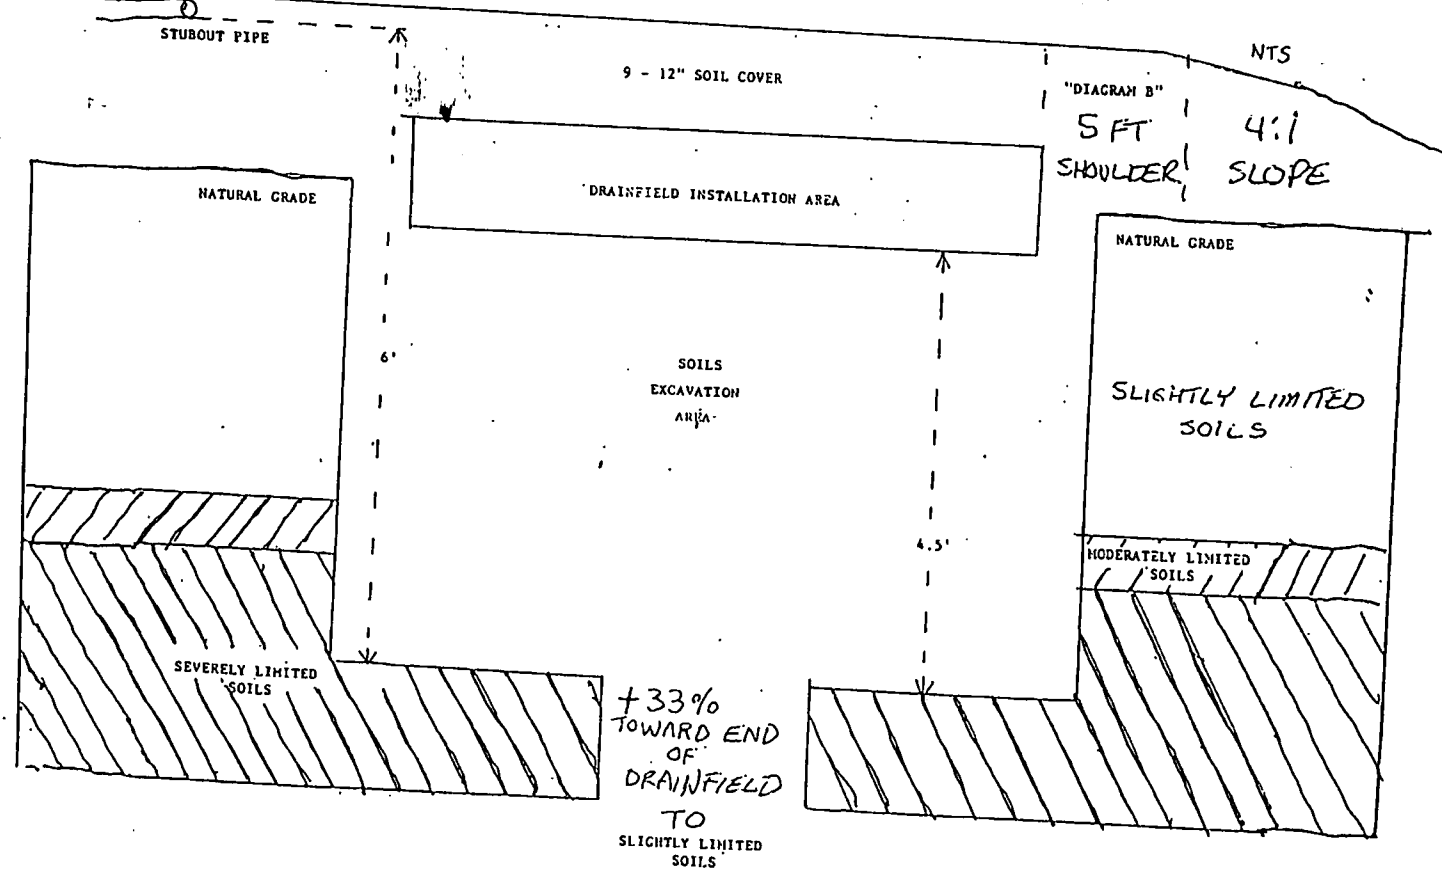 STUBOUT PIPE
9 - 12" SOIL COVER
NTS
"DIAGRAM B"
5 FT
SHOULDER
4:1
SLOPE
NATURAL GRADE
DRAINFIELD INSTALLATION AREA
NATURAL GRADE
6'
SOILS
EXCAVATION
AREA
SLIGHTLY LIMITED
SOILS
4.5'
MODERATELY LIMITED
SOILS
SEVERELY LIMITED
SOILS
+33%
TOWARD END
OF
DRAINFIELD
TO
SLIGHTLY LIMITED
SOILS